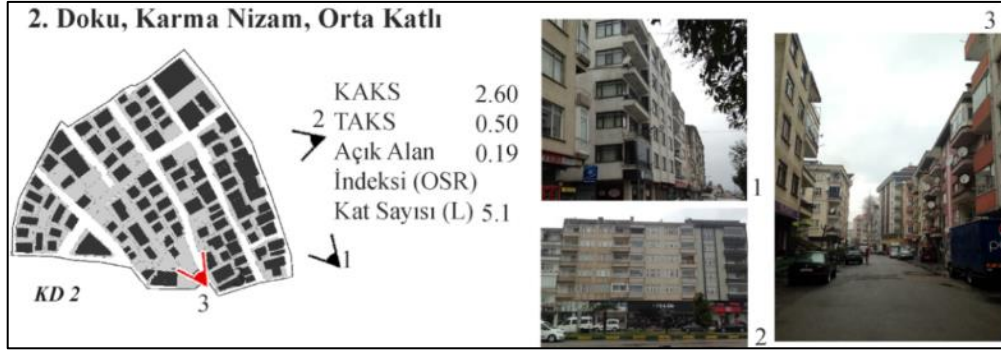 2. Doku, Karma Nizam, Orta Katlı
KAKS 2.60
TAKS 0.50
Açık Alan 0.19
İndeksi (OSR)
Kat Sayısı (L) 5.1
2
1
KD 2
3
1
2
3